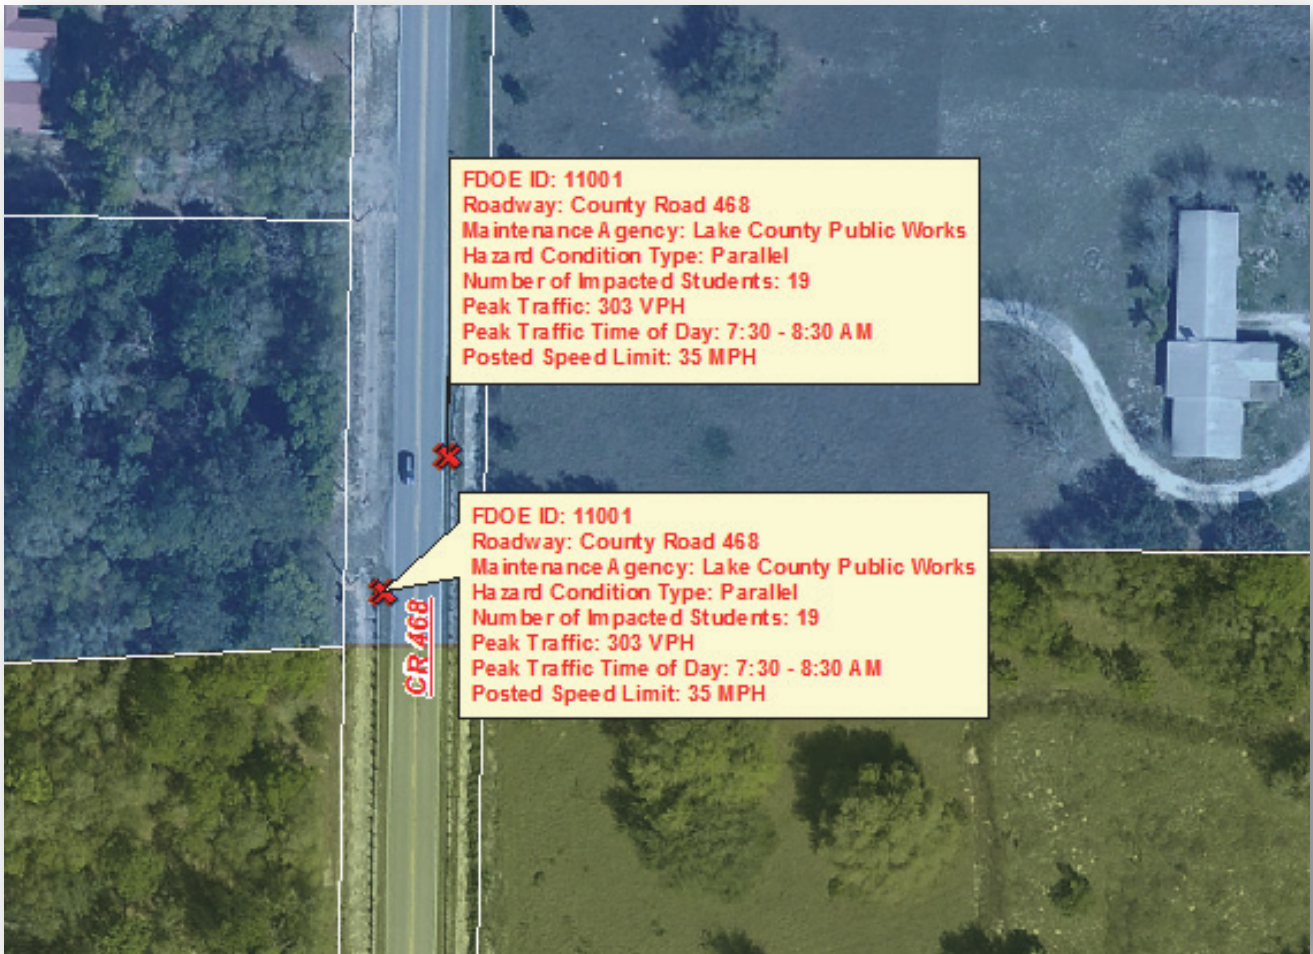 FDOE ID: 11001
Roadway: County Road 468
Maintenance Agency: Lake County Public Works
Hazard Condition Type: Parallel
Number of Impacted Students: 19
Peak Traffic: 303 VPH
Peak Traffic Time of Day: 7:30 - 8:30 AM
Posted Speed Limit: 35 MPH
FDOE ID: 11001
Roadway: County Road 468
Maintenance Agency: Lake County Public Works
Hazard Condition Type: Parallel
Number of Impacted Students: 19
Peak Traffic: 303 VPH
Peak Traffic Time of Day: 7:30 - 8:30 AM
Posted Speed Limit: 35 MPH
CR 468